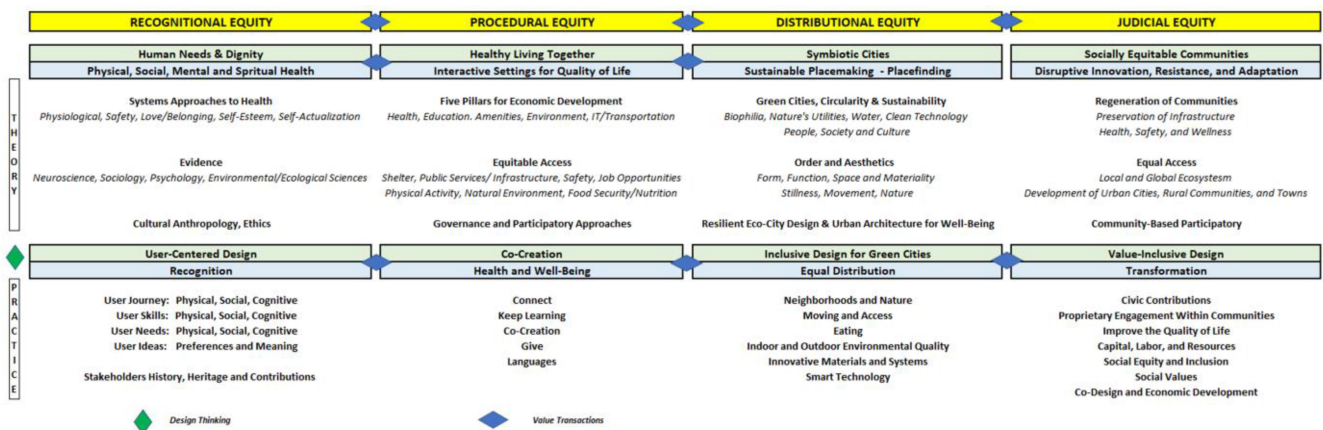 RECOGNITIONAL EQUITY
PROCEDURAL EQUITY
DISTRIBUTIONAL EQUITY
JUDICIAL EQUITY
Human Needs & Dignity
Healthy Living Together
Symbiotic Cities
Socially Equitable Communities
Physical, Social, Mental and Spritual Health
Interactive Settings for Quality of Life
Sustainable Placemaking - Placefinding
Disruptive Innovation, Resistance, and Adaptation
THEORY
Systems Approaches to Health
Physiological, Safety, Love/Belonging, Self-Esteem, Self-Actualization
Evidence
Neuroscience, Sociology, Psychology, Environmental/Ecological Sciences
Cultural Anthropology, Ethics
Five Pillars for Economic Development
Health, Education. Amenities, Environment, IT/Transportation
Equitable Access
Shelter, Public Services/ Infrastructure, Safety, Job Opportunities
Physical Activity, Natural Environment, Food Security/Nutrition
Governance and Participatory Approaches
Green Cities, Circularity & Sustainability
Biophilia, Nature's Utilities, Water, Clean Technology
People, Society and Culture
Order and Aesthetics
Form, Function, Space and Materiality
Stillness, Movement, Nature
Resilient Eco-City Design & Urban Architecture for Well-Being
Regeneration of Communities
Preservation of Infrastructure
Health, Safety, and Wellness
Equal Access
Local and Global Ecosystesm
Development of Urban Cities, Rural Communities, and Towns
Community-Based Participatory
User-Centered Design
Co-Creation
Inclusive Design for Green Cities
Value-Inclusive Design
Recognition
Health and Well-Being
Equal Distribution
Transformation
PRACTICE
User Journey: Physical, Social, Cognitive
User Skills: Physical, Social, Cognitive
User Needs: Physical, Social, Cognitive
User Ideas: Preferences and Meaning
Stakeholders History, Heritage and Contributions
Connect
Keep Learning
Co-Creation
Give
Languages
Neighborhoods and Nature
Moving and Access
Eating
Indoor and Outdoor Environmental Quality
Innovative Materials and Systems
Smart Technology
Civic Contributions
Proprietary Engagement Within Communities
Improve the Quality of Life
Capital, Labor, and Resources
Social Equity and Inclusion
Social Values
Co-Design and Economic Development
Design Thinking
Value Transactions